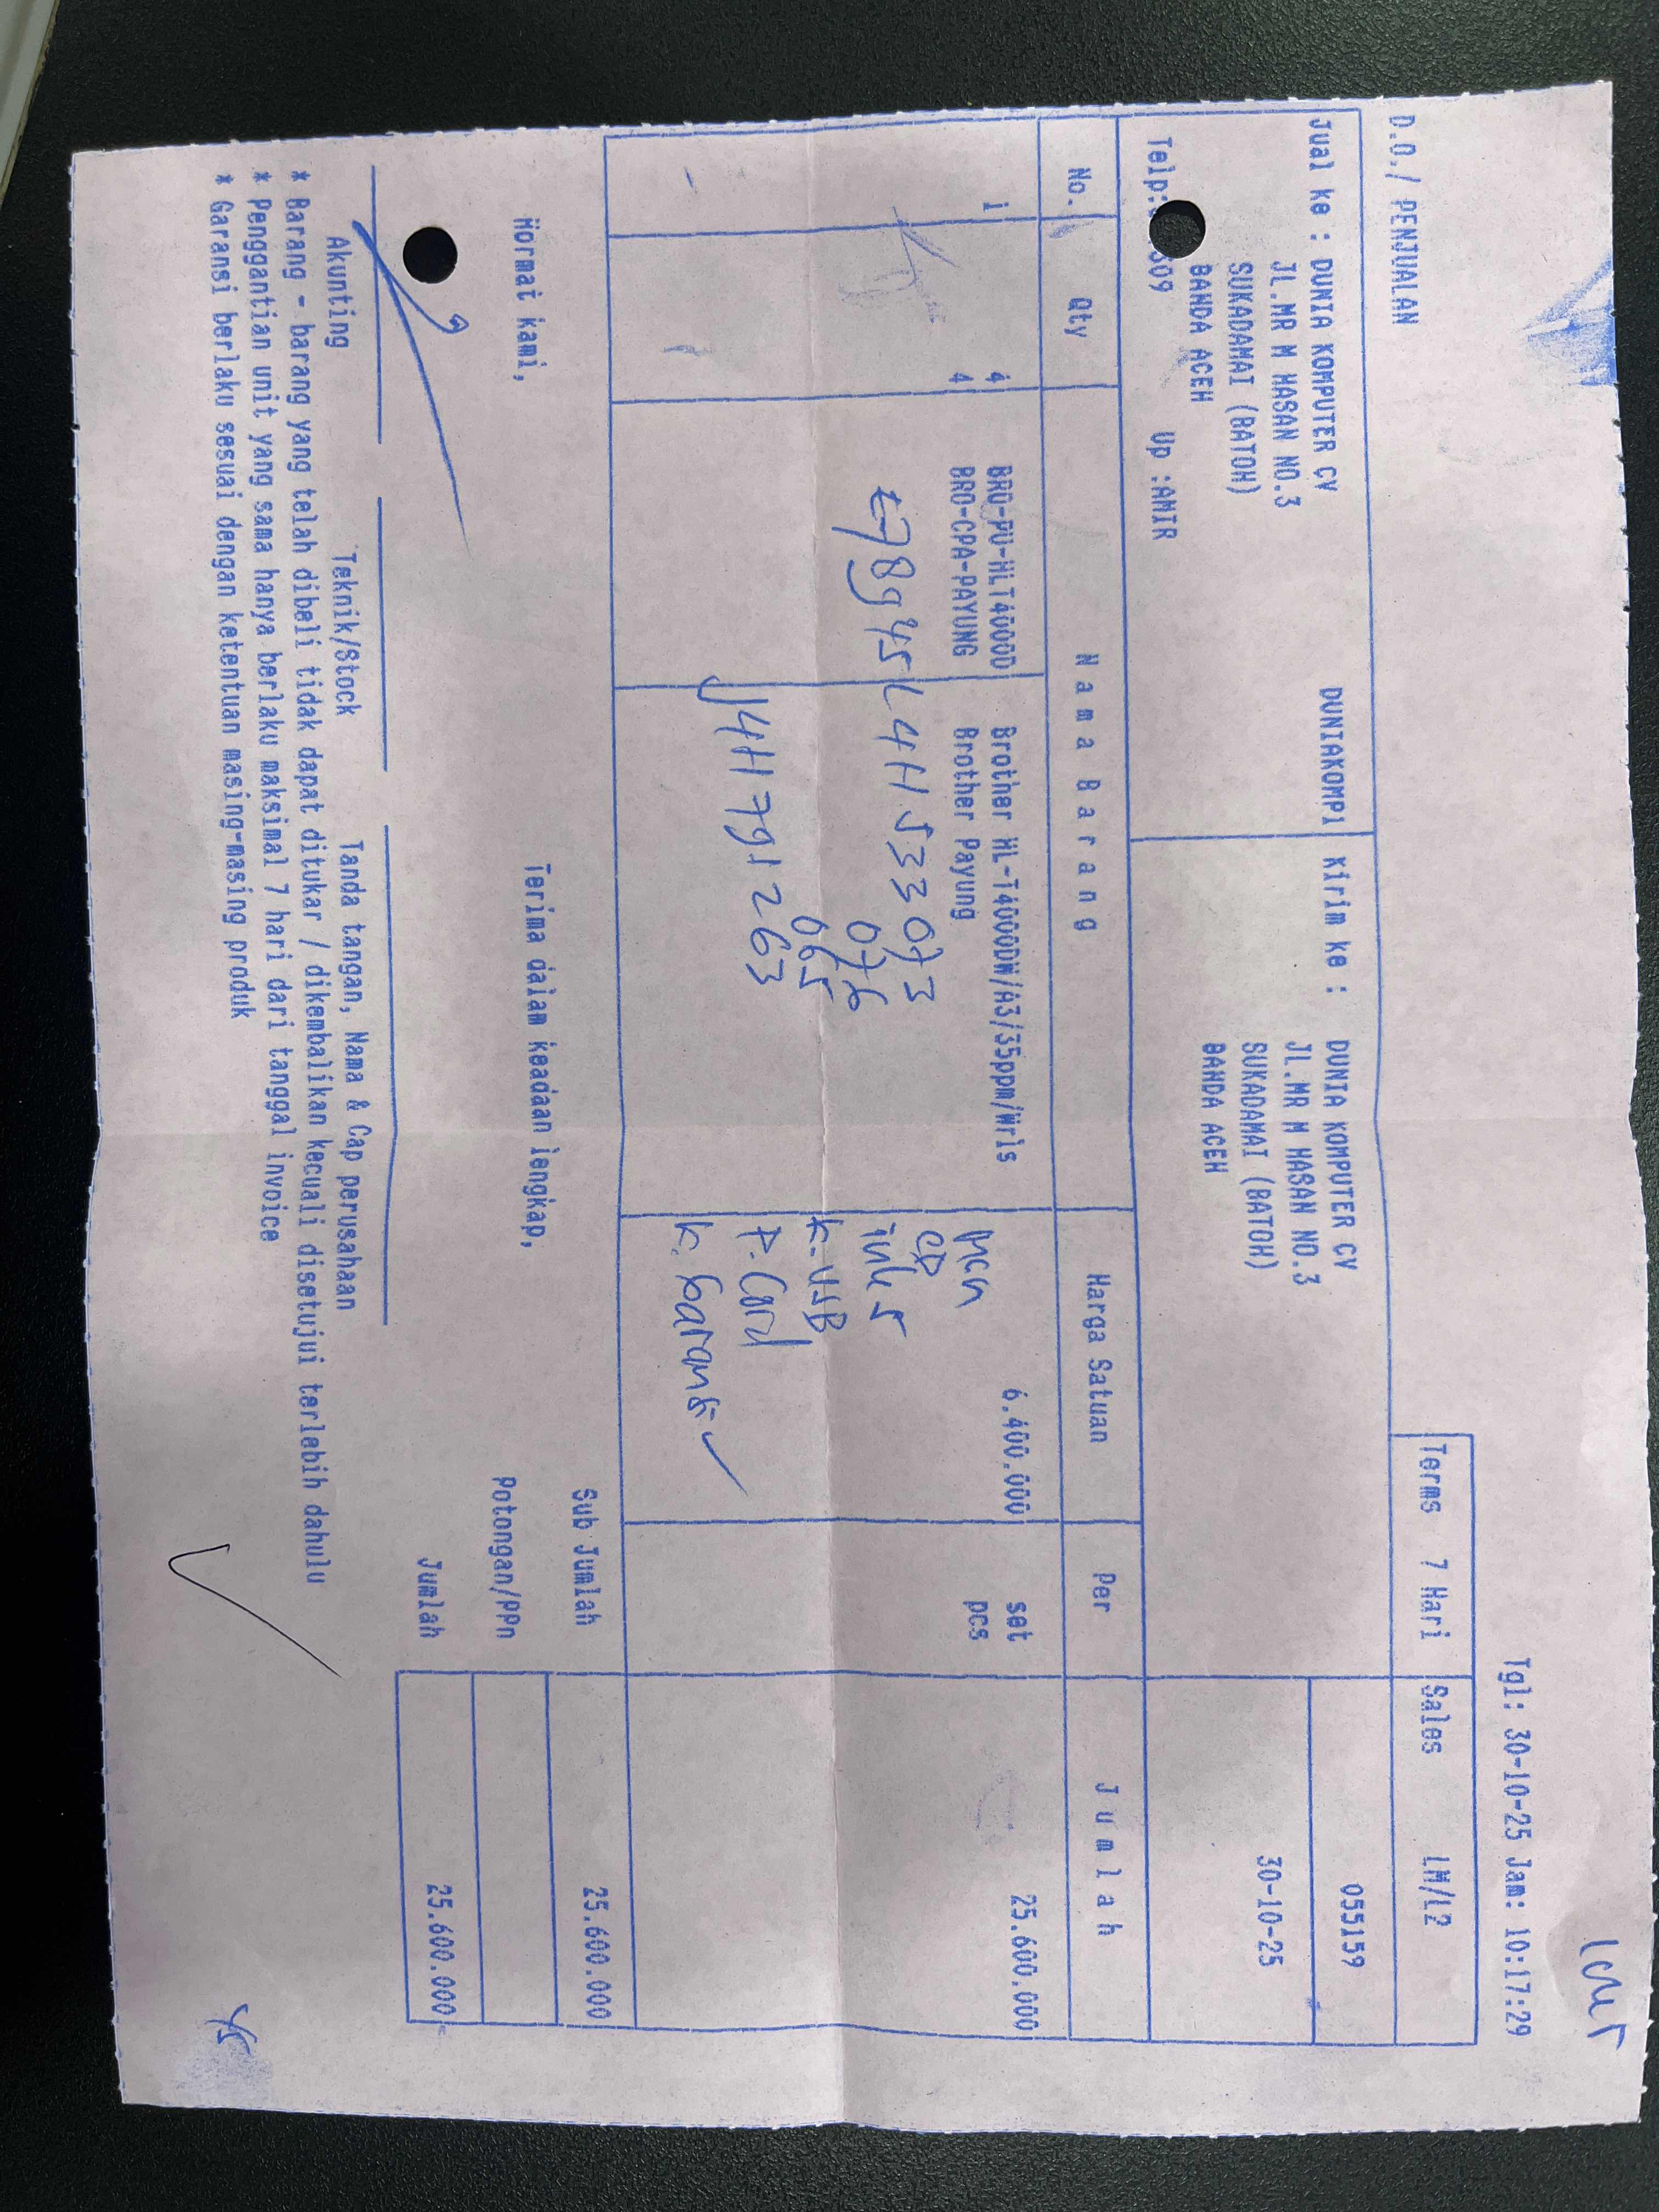 D.O./ PENJUALAN
Tgl: 30-10-25 Jam: 10:17:29
Terms 7 Hari Sales LM/L2
Jual ke : DUNIA KOMPUTER CV DUNIAKOMP1
JL.MR M HASAN NO.3
SUKADAMAI (BATOH)
BANDA ACEH
Telp: 609 Up :AMIR
Kirim ke : DUNIA KOMPUTER CV
JL.MR M HASAN NO.3
SUKADAMAI (BATOH)
BANDA ACEH
055159
30-10-25
No. Qty Nama Barang Harga Satuan Per Jumlah
1 4 BRO-PU-HLT4000D Brother HL-T4000DW/A3/35ppm/Wrls 6.400.000 set 25.600.000
4 BRO-CPA-PAYUNG Brother Payung pcs
E78945L4H533073
076
065
J4H791263
CD
ink 5
K-USB
P. Cord
K. Garansi
Sub Jumlah 25.600.000
Potongan/PPn
Jumlah 25.600.000
Hormat kami, Terima dalam keadaan lengkap,
Akunting Teknik/Stock Tanda tangan, Nama & Cap perusahaan
* Barang - barang yang telah dibeli tidak dapat ditukar / dikembalikan kecuali disetujui terlebih dahulu
* Penggantian unit yang sama hanya berlaku maksimal 7 hari dari tanggal invoice
* Garansi berlaku sesuai dengan ketentuan masing-masing produk